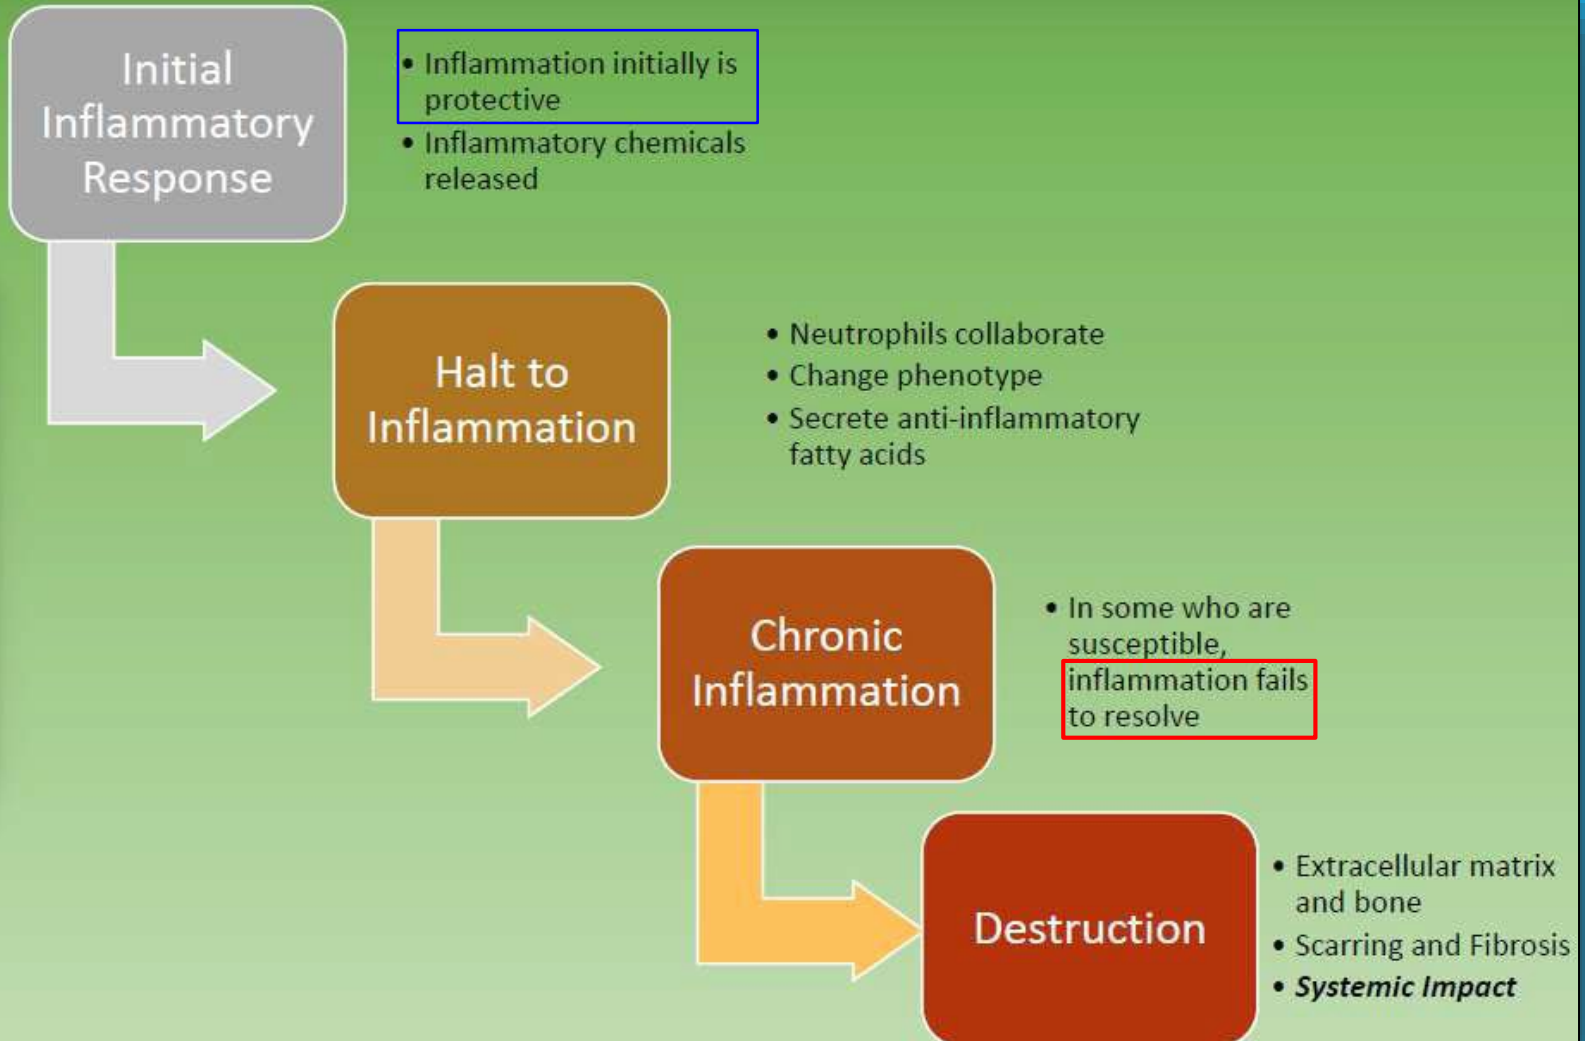 Initial
Inflammatory
Response
• Inflammation initially is
protective
• Inflammatory chemicals
released
Halt to
Inflammation
• Neutrophils collaborate
• Change phenotype
• Secrete anti-inflammatory
fatty acids
Chronic
Inflammation
• In some who are
susceptible,
inflammation fails
to resolve
Destruction
• Extracellular matrix
and bone
• Scarring and Fibrosis
• Systemic Impact